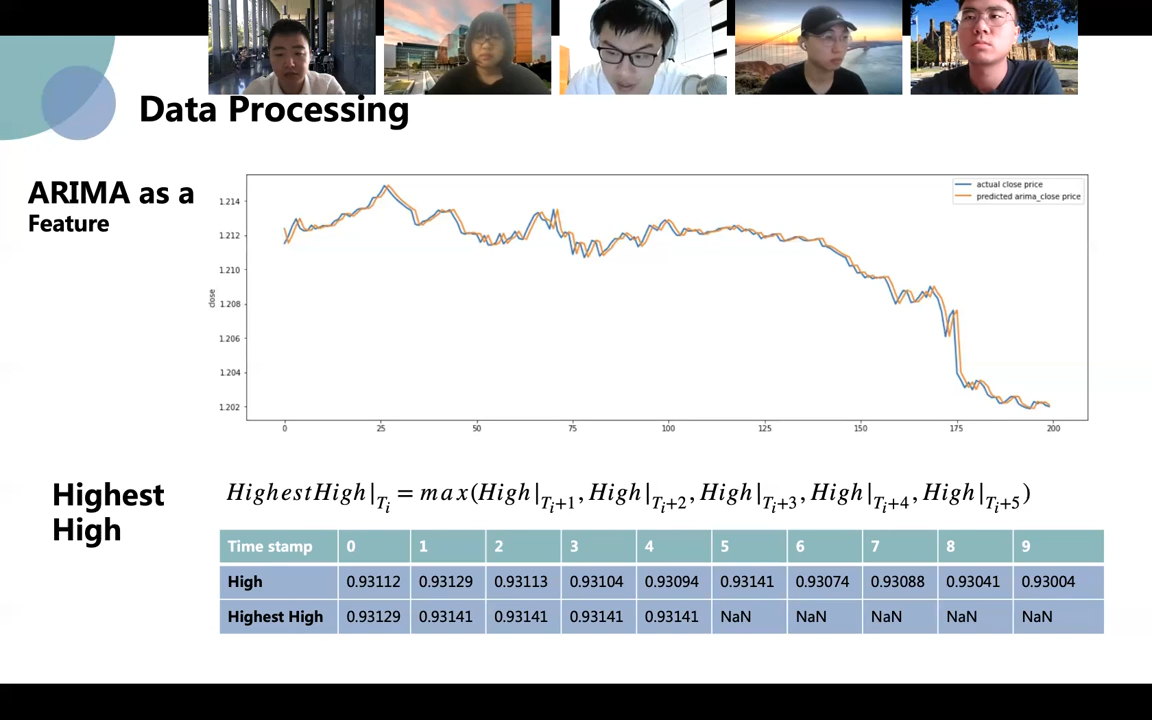 Data Processing
ARIMA as a
Feature
actual close price
predicted arima_close price
1.214
1.212
1.210
1.208
1.206
1.204
1.202
close
0 25 50 75 100 125 150 175 200
Highest
High
HighestHigh|Ti = max(High|Ti+1, High|Ti+2, High|Ti+3, High|Ti+4, High|Ti+5)
Time stamp 0 1 2 3 4 5 6 7 8 9
High 0.93112 0.93129 0.93113 0.93104 0.93094 0.93141 0.93074 0.93088 0.93041 0.93004
Highest High 0.93129 0.93141 0.93141 0.93141 0.93141 NaN NaN NaN NaN NaN